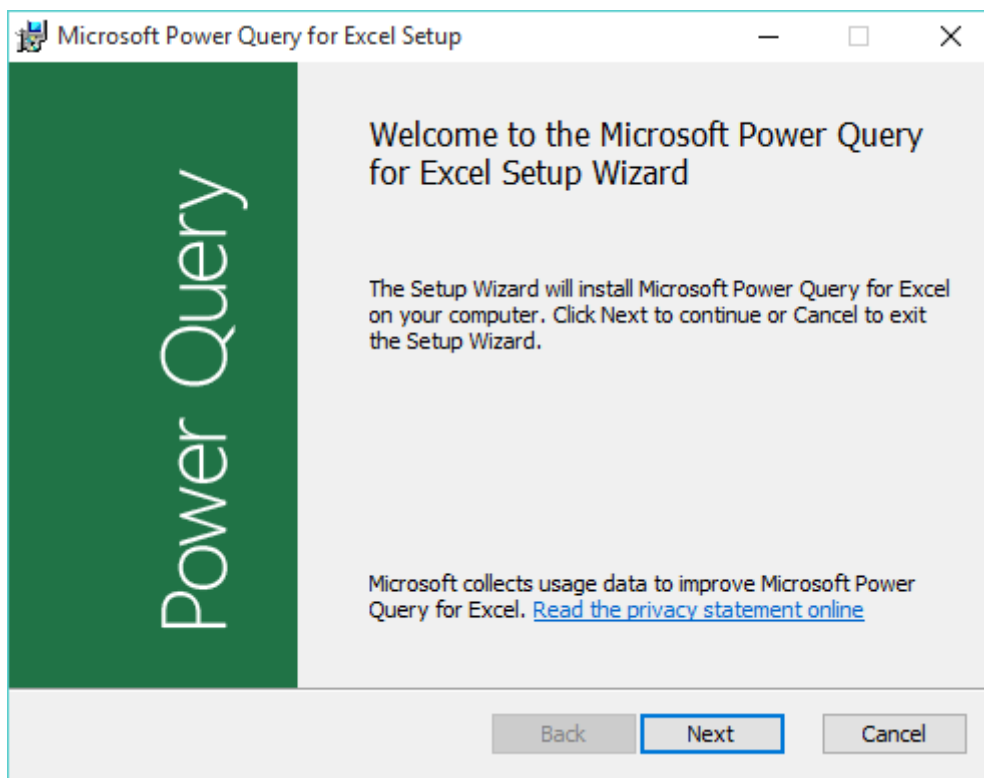 Microsoft Power Query for Excel Setup
Power Query
Welcome to the Microsoft Power Query
for Excel Setup Wizard
The Setup Wizard will install Microsoft Power Query for Excel
on your computer. Click Next to continue or Cancel to exit
the Setup Wizard.
Microsoft collects usage data to improve Microsoft Power
Query for Excel. Read the privacy statement online
Back
Next
Cancel